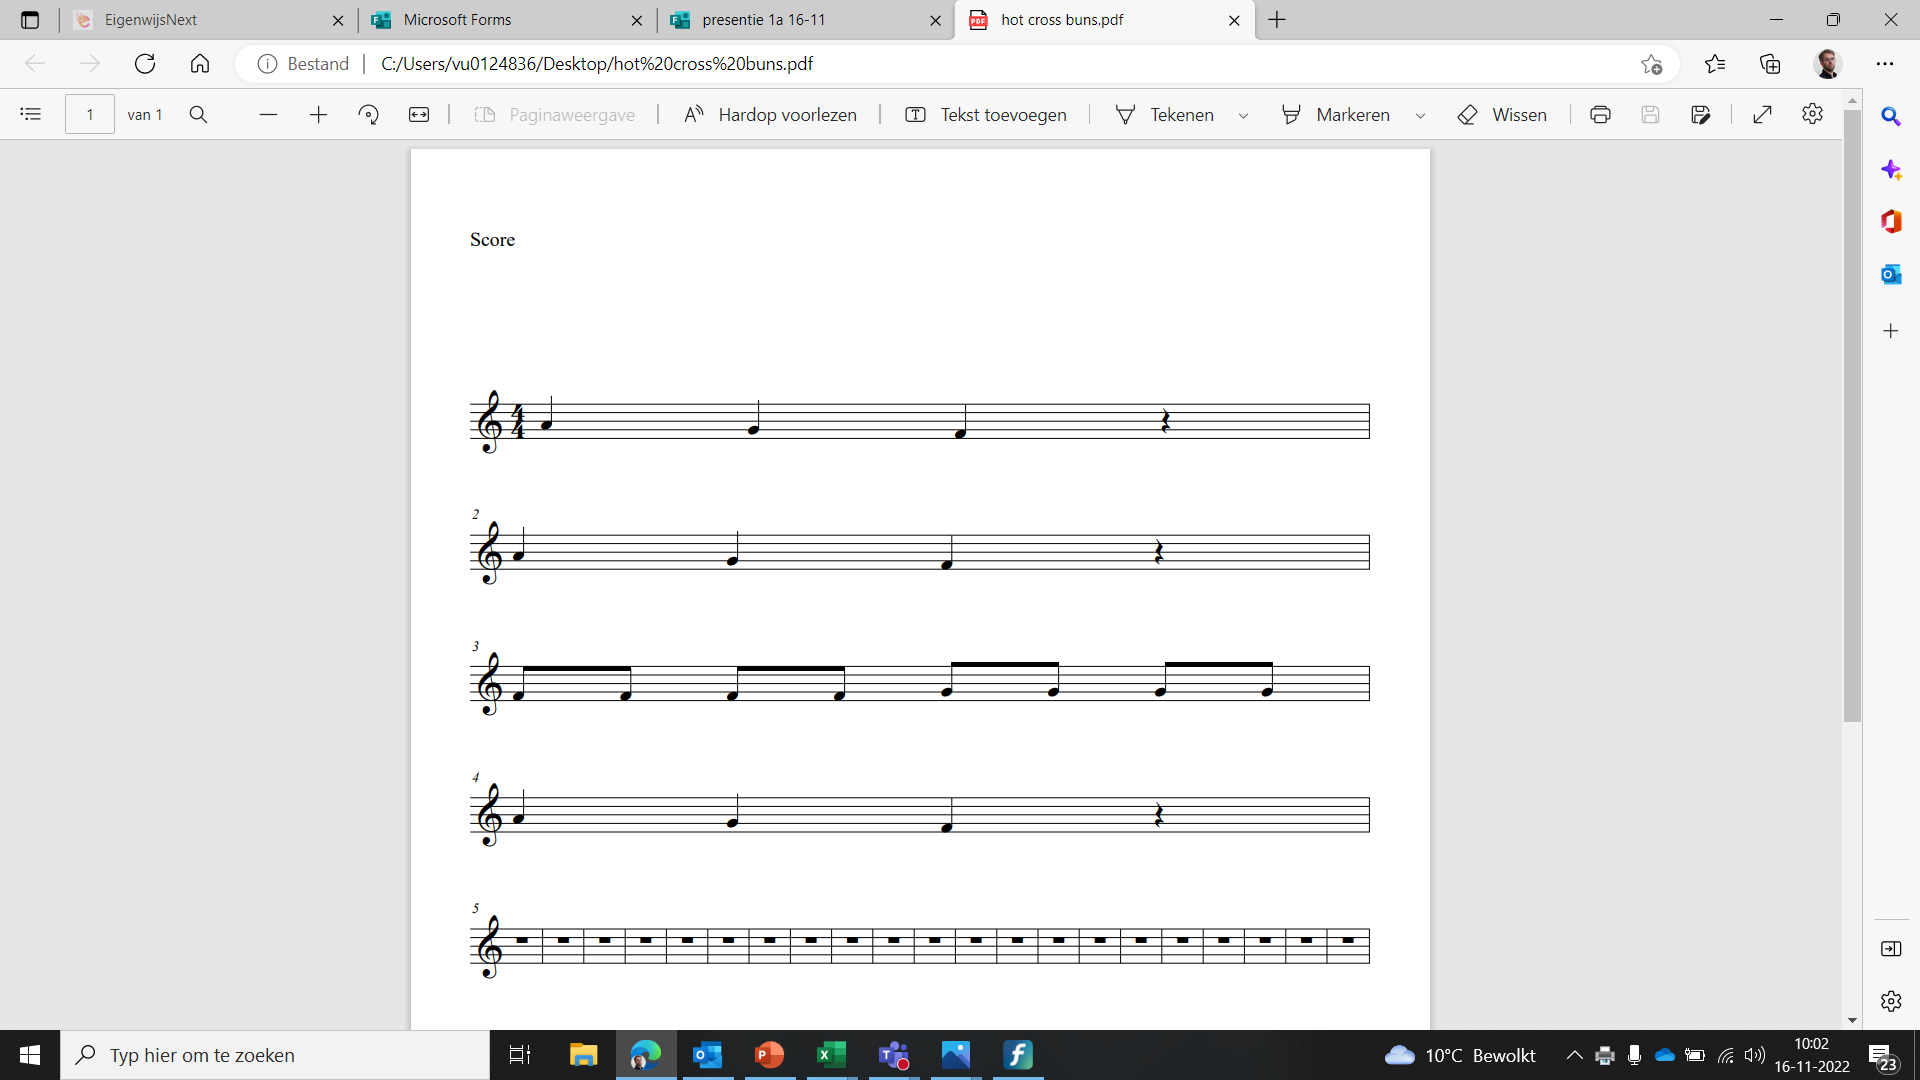 EigenwijsNext
Microsoft Forms
presentie 1a 16-11
hot cross buns.pdf
Bestand
C:/Users/vu0124836/Desktop/hot%20cross%20buns.pdf
1 van 1
Paginaweergave
Hardop voorlezen
Tekst toevoegen
Tekenen
Markeren
Wissen
Score
4
4
2
3
4
5
Typ hier om te zoeken
10°C Bewolkt
10:02
16-11-2022
23